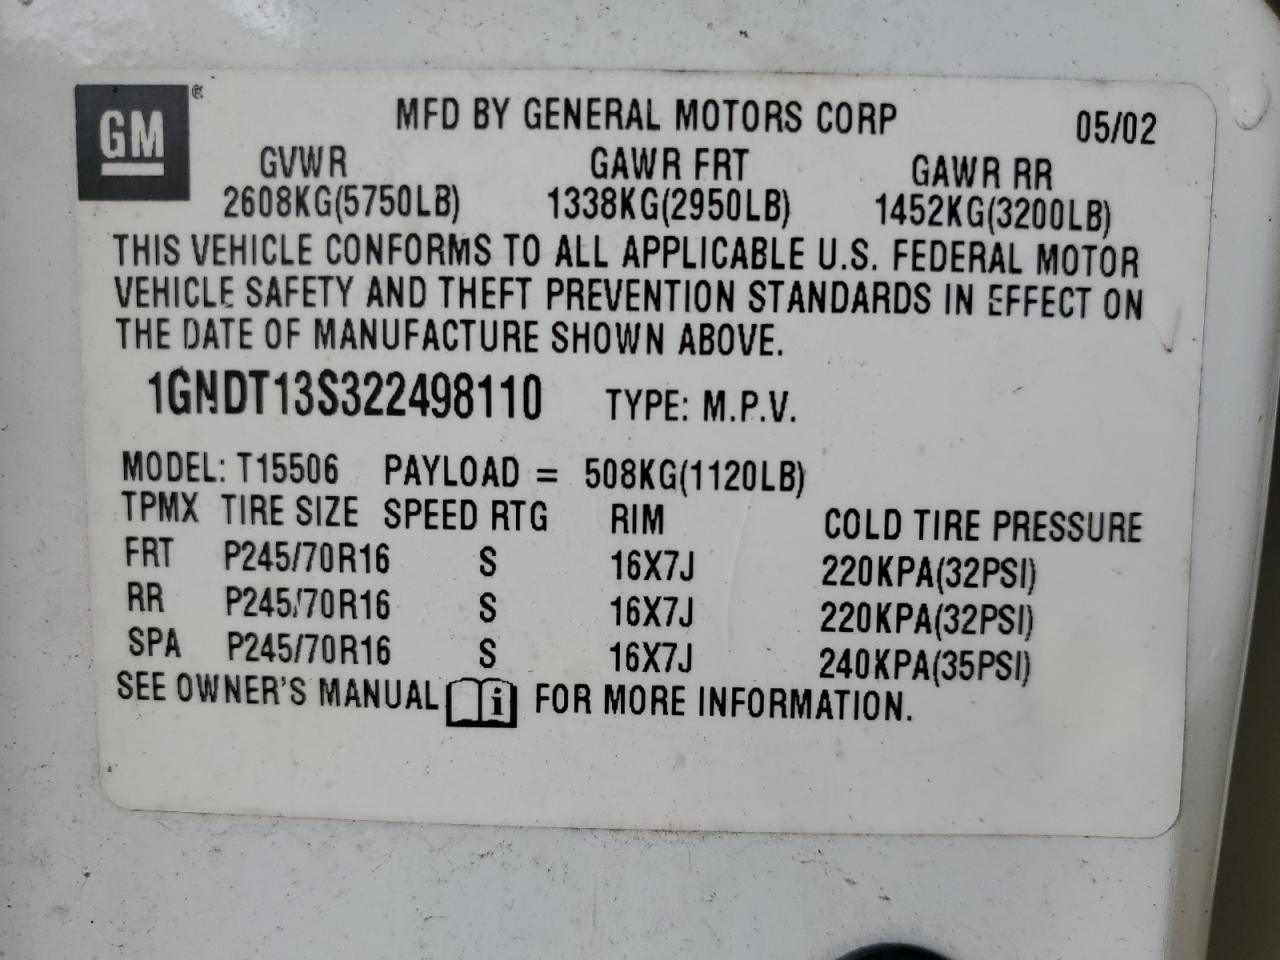 GM®
MFD BY GENERAL MOTORS CORP 05/02
GVWR GAWR FRT GAWR RR
2608KG(5750LB) 1338KG(2950LB) 1452KG(3200LB)
THIS VEHICLE CONFORMS TO ALL APPLICABLE U.S. FEDERAL MOTOR
VEHICLE SAFETY AND THEFT PREVENTION STANDARDS IN EFFECT ON
THE DATE OF MANUFACTURE SHOWN ABOVE.
1GNDT13S322498110 TYPE: M.P.V.
MODEL: T15506 PAYLOAD = 508KG(1120LB)
TPMX TIRE SIZE SPEED RTG RIM COLD TIRE PRESSURE
FRT P245/70R16 S 16X7J 220KPA(32PSI)
RR P245/70R16 S 16X7J 220KPA(32PSI)
SPA P245/70R16 S 16X7J 240KPA(35PSI)
SEE OWNER'S MANUAL i FOR MORE INFORMATION.